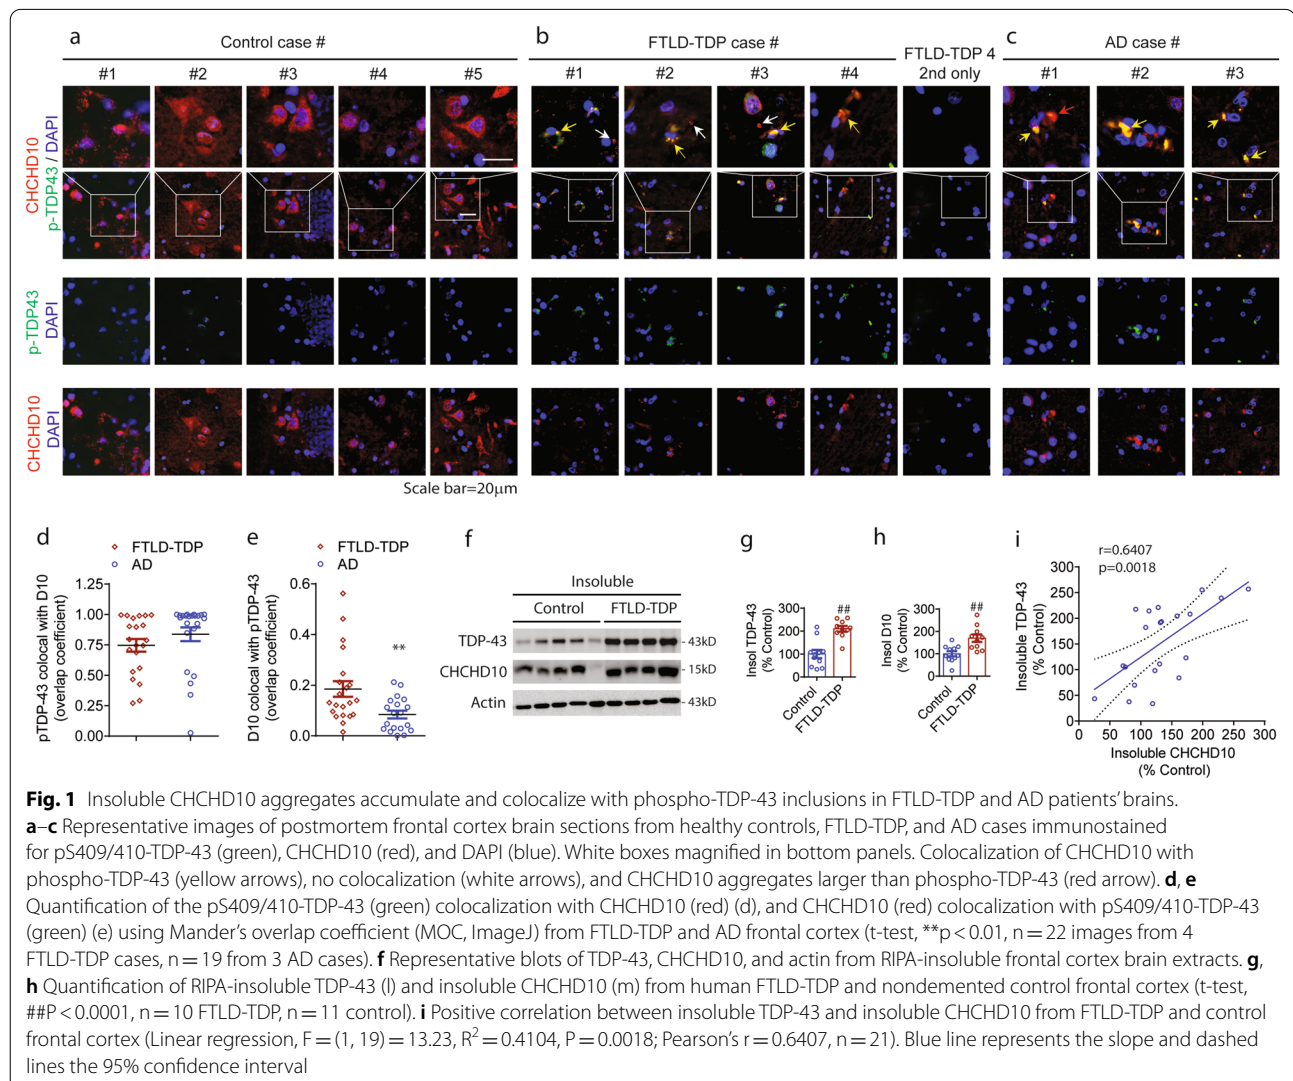 a
Control case #
#1 #2 #3 #4 #5
b
FTLD-TDP case #
#1 #2 #3 #4
FTLD-TDP 4
2nd only
c
AD case #
#1 #2 #3
CHCHD10
p-TDP43 / DAPI
p-TDP43
DAPI
CHCHD10
DAPI
Scale bar=20μm
d
FTLD-TDP
AD
pTDP-43 colocal with D10
(overlap coefficient)
1.25
1.00
0.75
0.50
0.25
0.00
e
FTLD-TDP
AD
D10 colocal with pTDP-43
(overlap coefficient)
0.6
0.4
0.2
0.0
**
f
Insoluble
Control FTLD-TDP
TDP-43 - 43kD
CHCHD10 - 15kD
Actin - 43kD
g
Insol TDP-43
(% Control)
300
200
100
0
##
Control
FTLD-TDP
h
Insol D10
(% Control)
300
200
100
0
##
Control
FTLD-TDP
i
r=0.6407
p=0.0018
Insoluble TDP-43
(% Control)
300
250
200
150
100
50
0
0 50 100 150 200 250 300
Insoluble CHCHD10
(% Control)
Fig. 1 Insoluble CHCHD10 aggregates accumulate and colocalize with phospho-TDP-43 inclusions in FTLD-TDP and AD patients' brains.
a–c Representative images of postmortem frontal cortex brain sections from healthy controls, FTLD-TDP, and AD cases immunostained
for pS409/410-TDP-43 (green), CHCHD10 (red), and DAPI (blue). White boxes magnified in bottom panels. Colocalization of CHCHD10 with
phospho-TDP-43 (yellow arrows), no colocalization (white arrows), and CHCHD10 aggregates larger than phospho-TDP-43 (red arrow). d, e
Quantification of the pS409/410-TDP-43 (green) colocalization with CHCHD10 (red) (d), and CHCHD10 (red) colocalization with pS409/410-TDP-43
(green) (e) using Mander's overlap coefficient (MOC, ImageJ) from FTLD-TDP and AD frontal cortex (t-test, **p < 0.01, n = 22 images from 4
FTLD-TDP cases, n = 19 from 3 AD cases). f Representative blots of TDP-43, CHCHD10, and actin from RIPA-insoluble frontal cortex brain extracts. g,
h Quantification of RIPA-insoluble TDP-43 (l) and insoluble CHCHD10 (m) from human FTLD-TDP and nondemented control frontal cortex (t-test,
##P < 0.0001, n = 10 FTLD-TDP, n = 11 control). i Positive correlation between insoluble TDP-43 and insoluble CHCHD10 from FTLD-TDP and control
frontal cortex (Linear regression, F = (1, 19) = 13.23, R² = 0.4104, P = 0.0018; Pearson's r = 0.6407, n = 21). Blue line represents the slope and dashed
lines the 95% confidence interval